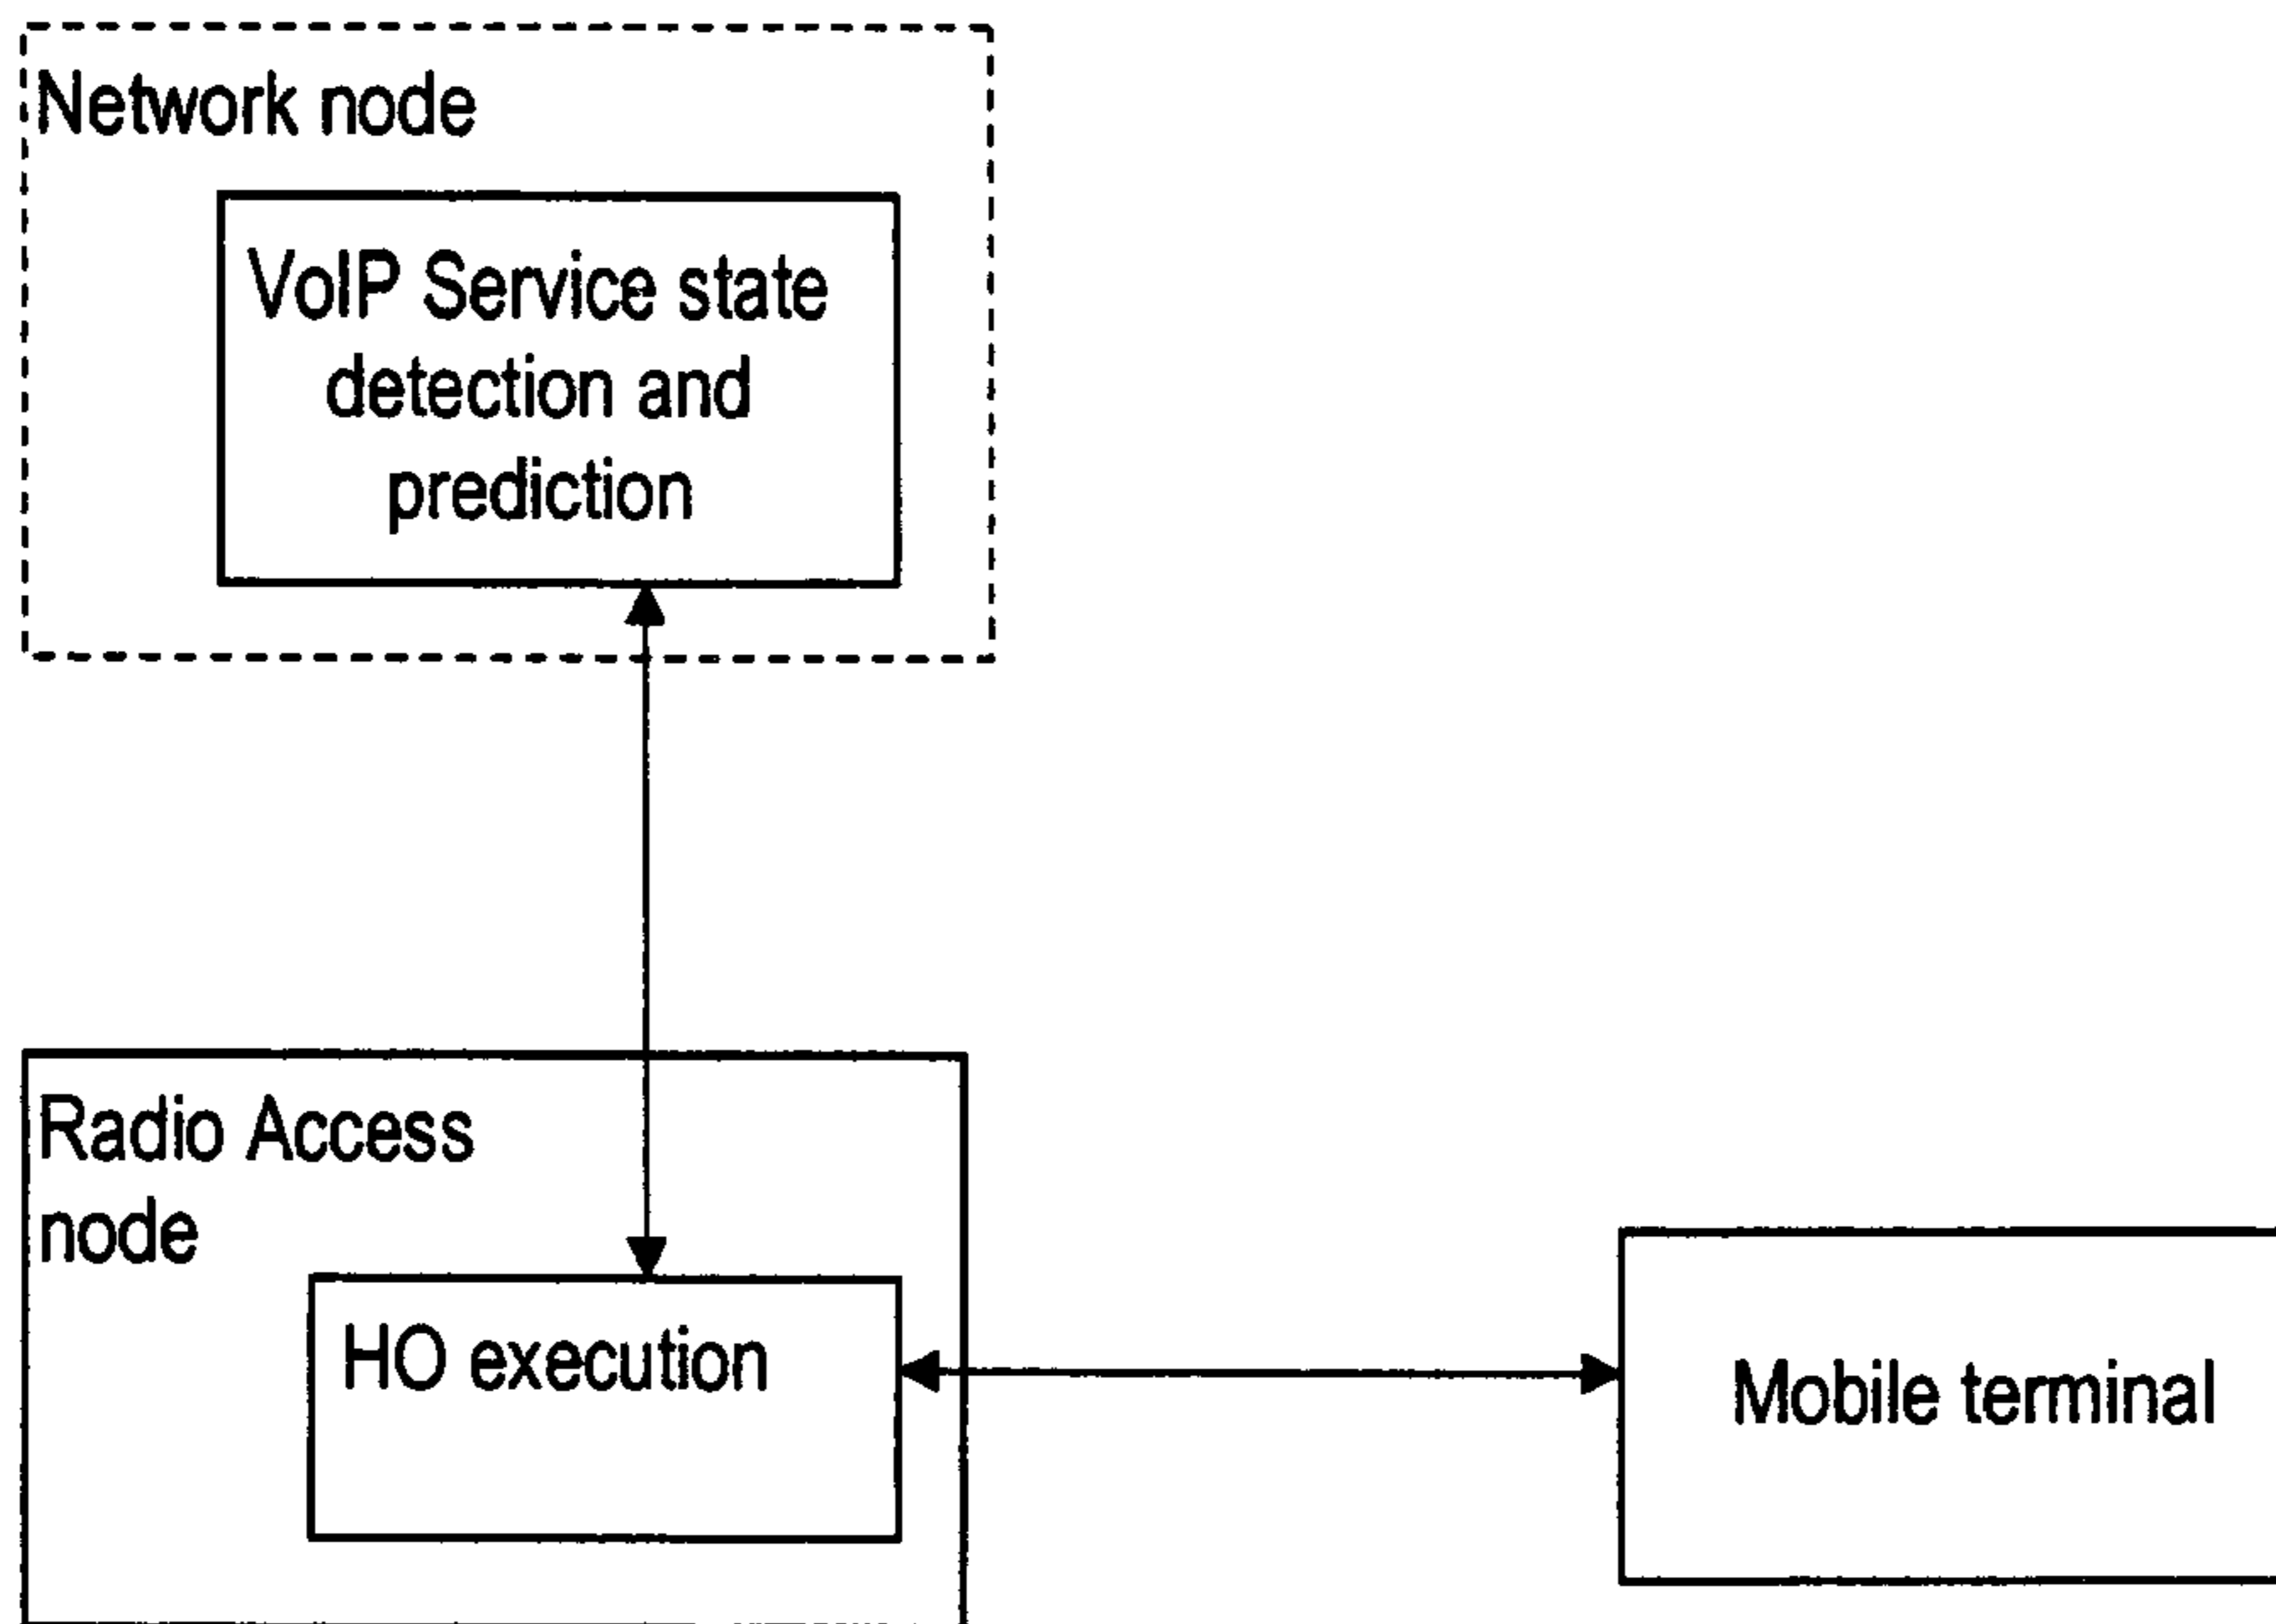 Network node
VoIP Service state
detection and
prediction
Radio Access
node
HO execution
Mobile terminal